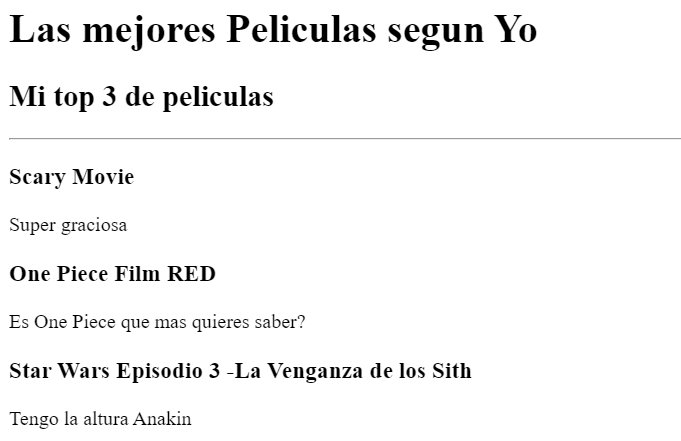 Las mejores Peliculas segun Yo
Mi top 3 de peliculas
Scary Movie
Super graciosa
One Piece Film RED
Es One Piece que mas quieres saber?
Star Wars Episodio 3 -La Venganza de los Sith
Tengo la altura Anakin